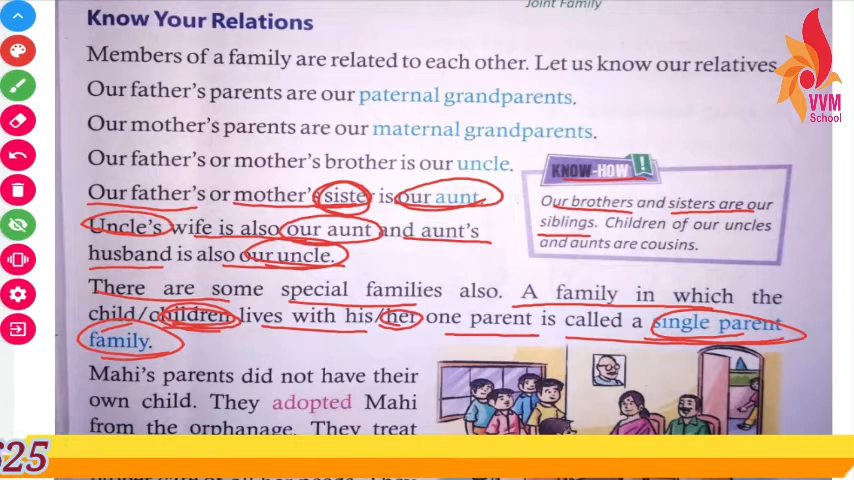 Joint Family
Know Your Relations
Members of a family are related to each other. Let us know our relatives
Our father's parents are our paternal grandparents.
Our mother's parents are our maternal grandparents.
Our father's or mother's brother is our uncle.
Our father's or mother's sister is our aunt.
Uncle's wife is also our aunt and aunt's
husband is also our uncle.
KNOW-HOW !
Our brothers and sisters are our
siblings. Children of our uncles
and aunts are cousins.
There are some special families also. A family in which the
child/children lives with his/her one parent is called a single parent
family.
Mahi's parents did not have their
own child. They adopted Mahi
from the orphanage. They treat
VVM
School
625